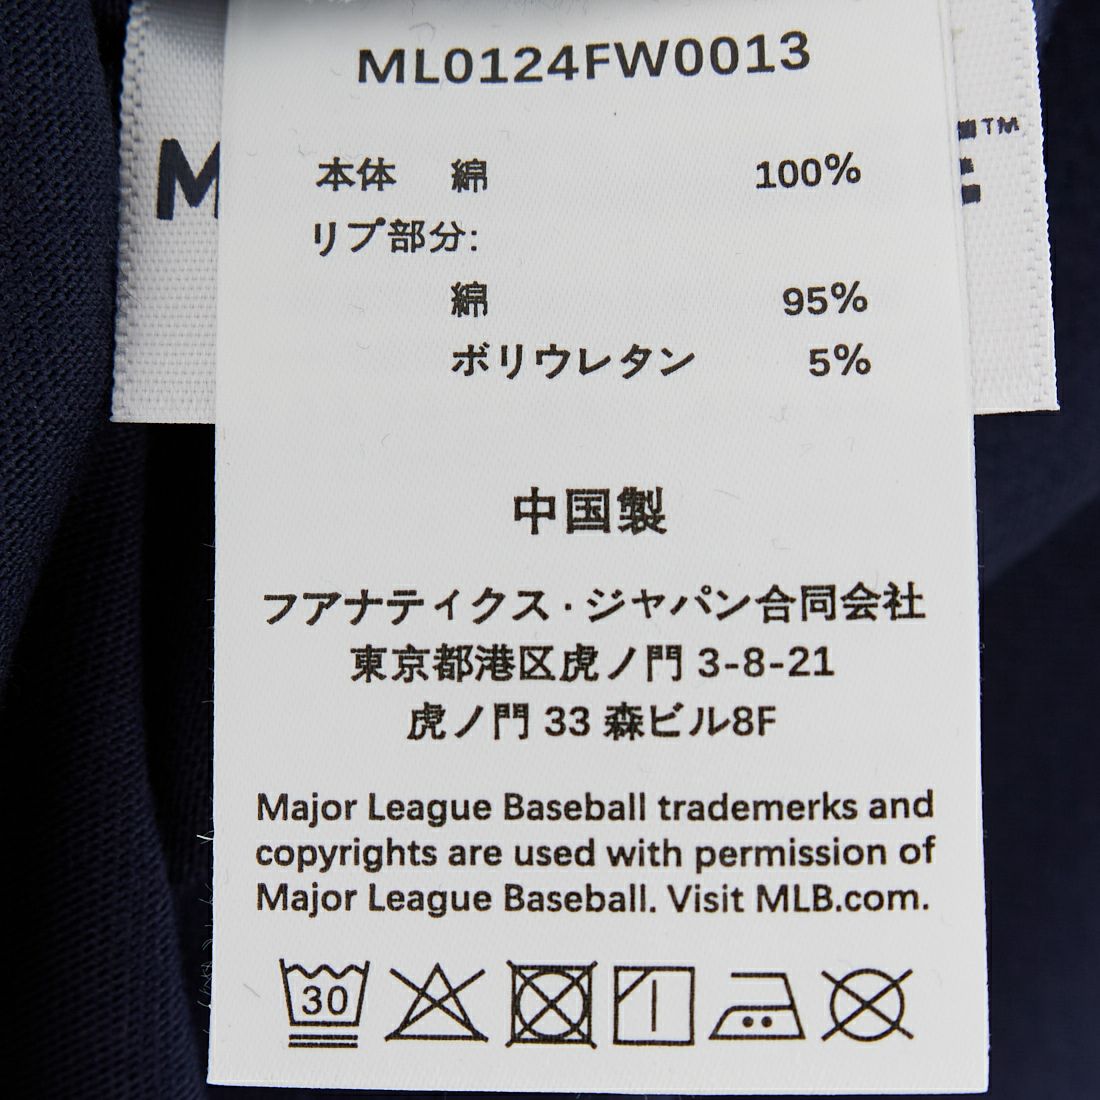 ML0124FW0013
M
™
本体 綿 100%
リブ部分:
綿 95%
ポリウレタン 5%
中国製
フアナティクス・ジャパン合同会社
東京都港区虎ノ門 3-8-21
虎ノ門 33 森ビル8F
Major League Baseball trademerks and
copyrights are used with permission of
Major League Baseball. Visit MLB.com.
30